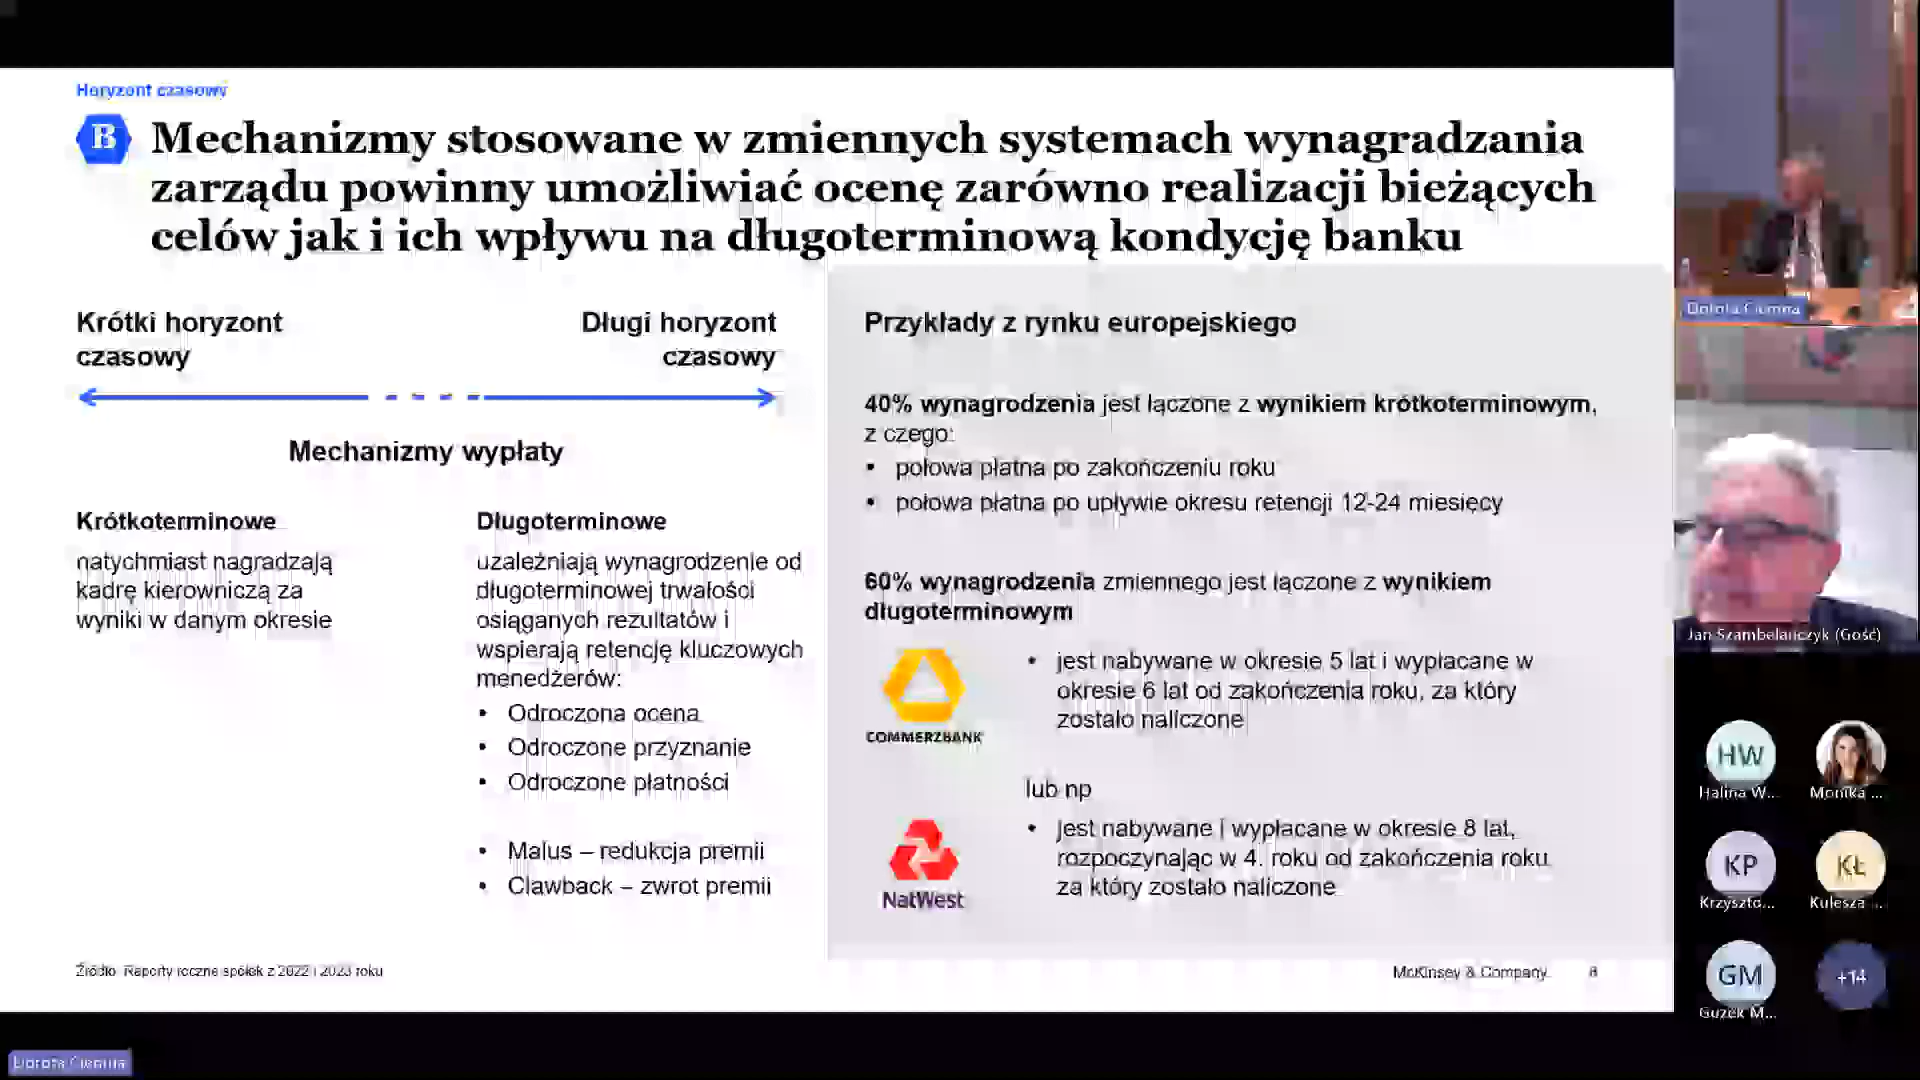 Horyzont czasowy
B
Mechanizmy stosowane w zmiennych systemach wynagradzania
zarządu powinny umożliwiać ocenę zarówno realizacji bieżących
celów jak i ich wpływu na długoterminową kondycję banku
Krótki horyzont
czasowy
Długi horyzont
czasowy
Mechanizmy wypłaty
Krótkoterminowe
natychmiast nagradzają
kadrę kierowniczą za
wyniki w danym okresie
Długoterminowe
uzależniają wynagrodzenie od
długoterminowej trwałości
osiąganych rezultatów i
wspierają retencję kluczowych
menedżerów:
• Odroczona ocena
• Odroczone przyznanie
• Odroczone płatności
• Malus – redukcja premii
• Clawback – zwrot premii
Przykłady z rynku europejskiego
40% wynagrodzenia jest łączone z wynikiem krótkoterminowym,
z czego:
• połowa płatna po zakończeniu roku
• połowa płatna po upływie okresu retencji 12-24 miesięcy
60% wynagrodzenia zmiennego jest łączone z wynikiem
długoterminowym
COMMERZBANK
• jest nabywane w okresie 5 lat i wypłacane w
okresie 6 lat od zakończenia roku, za który
zostało naliczone
lub np
NatWest
• jest nabywane i wypłacane w okresie 8 lat,
rozpoczynając w 4. roku od zakończenia roku
za który zostało naliczone
Źródło: Raporty roczne spółek z 2022 i 2023 roku
McKinsey & Company
Dorota Ciemna
Jan Szambelańczyk (Gość)
HW
Halina W...
Monika ...
KP
Krzyszto...
KŁ
Kulesza ...
GM
Guzek M...
+14
Dorota Ciemna